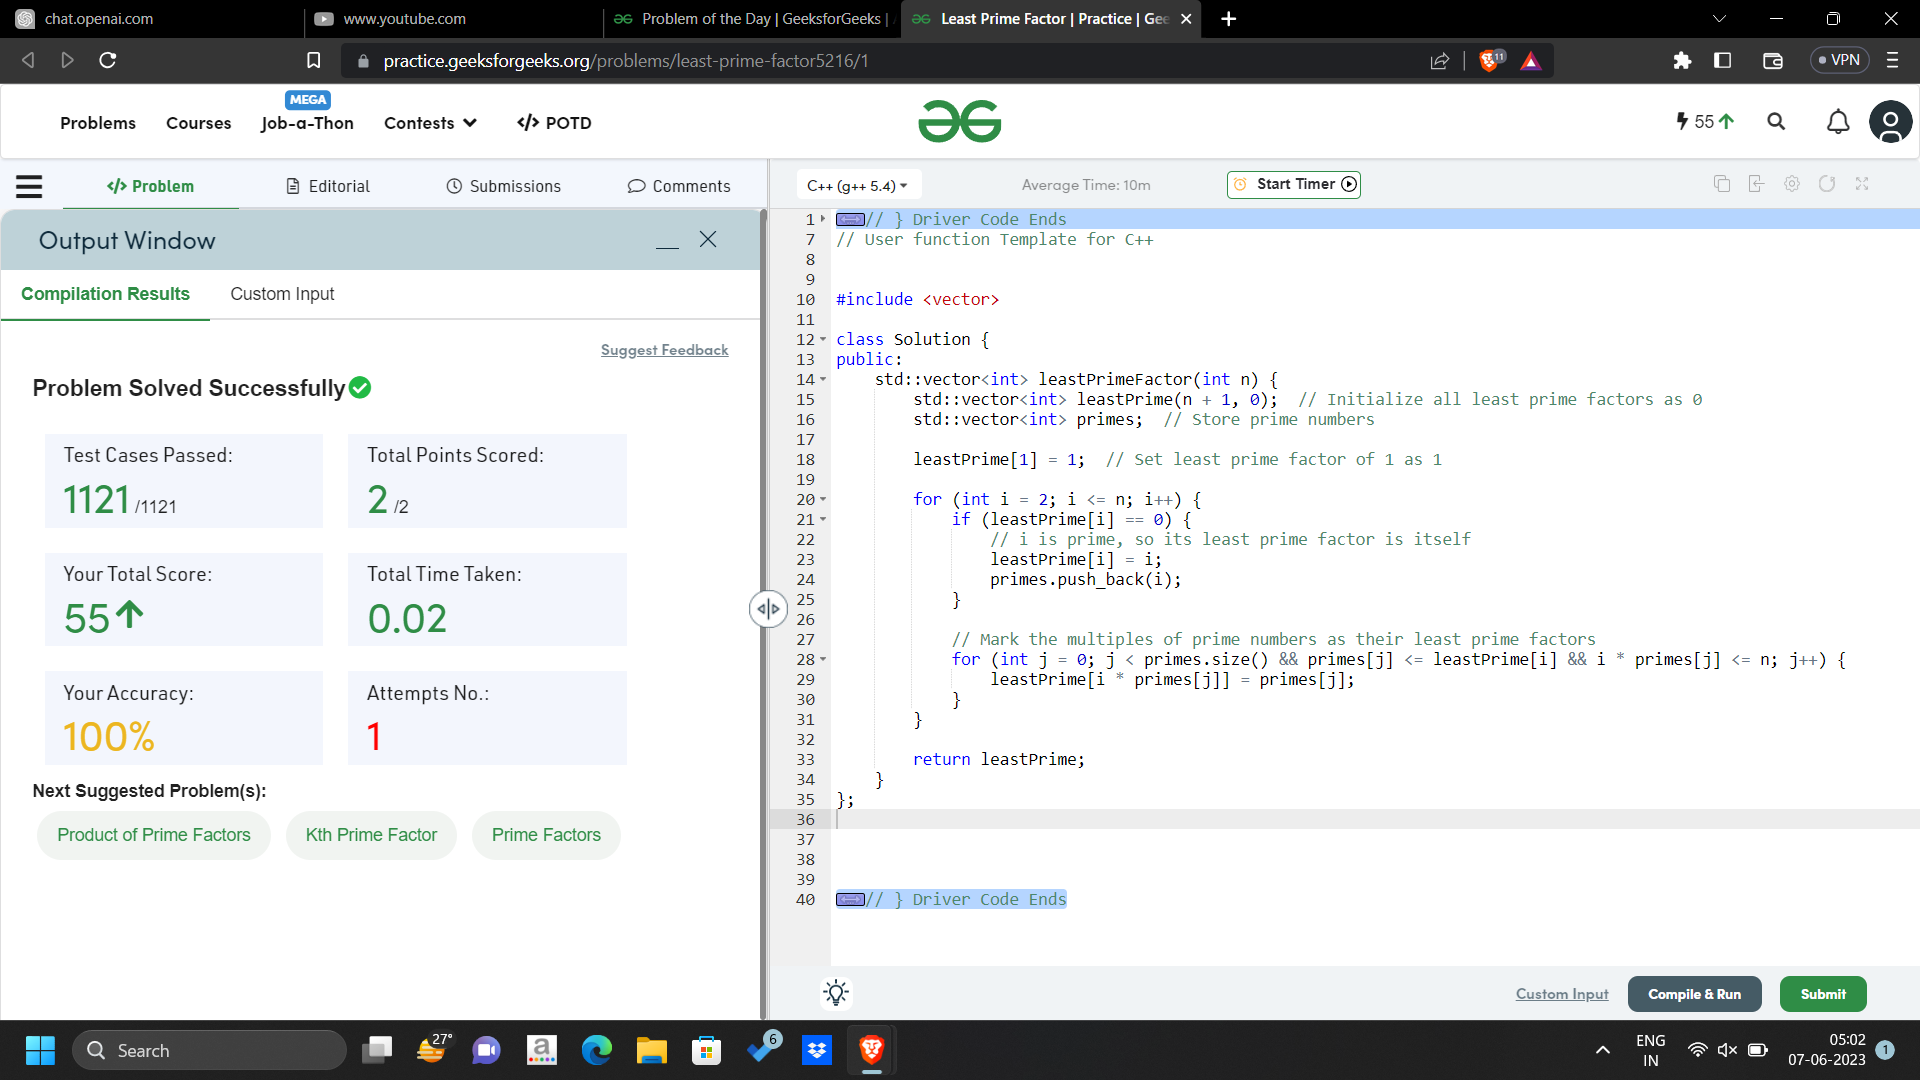 chat.openai.com
www.youtube.com
Problem of the Day | GeeksforGeeks |
Least Prime Factor | Practice | Gee
practice.geeksforgeeks.org/problems/least-prime-factor5216/1
11
VPN
MEGA
Problems
Courses
Job-a-Thon
Contests
</> POTD
55
</> Problem
Editorial
Submissions
Comments
C++ (g++ 5.4)
Average Time: 10m
Start Timer
Output Window
Compilation Results
Custom Input
Suggest Feedback
Problem Solved Successfully
Test Cases Passed:
1121 /1121
Total Points Scored:
2 /2
Your Total Score:
55
Total Time Taken:
0.02
Your Accuracy:
100%
Attempts No.:
1
Next Suggested Problem(s):
Product of Prime Factors
Kth Prime Factor
Prime Factors
1 // } Driver Code Ends
7 // User function Template for C++
8
9
10 #include <vector>
11
12 class Solution {
13 public:
14 std::vector<int> leastPrimeFactor(int n) {
15 std::vector<int> leastPrime(n + 1, 0); // Initialize all least prime factors as 0
16 std::vector<int> primes; // Store prime numbers
17
18 leastPrime[1] = 1; // Set least prime factor of 1 as 1
19
20 for (int i = 2; i <= n; i++) {
21 if (leastPrime[i] == 0) {
22 // i is prime, so its least prime factor is itself
23 leastPrime[i] = i;
24 primes.push_back(i);
25 }
26
27 // Mark the multiples of prime numbers as their least prime factors
28 for (int j = 0; j < primes.size() && primes[j] <= leastPrime[i] && i * primes[j] <= n; j++) {
29 leastPrime[i * primes[j]] = primes[j];
30 }
31 }
32
33 return leastPrime;
34 }
35 };
36
37
38
39
40 // } Driver Code Ends
Custom Input
Compile & Run
Submit
Search
27°
a
6
ENG
IN
05:02
07-06-2023
1